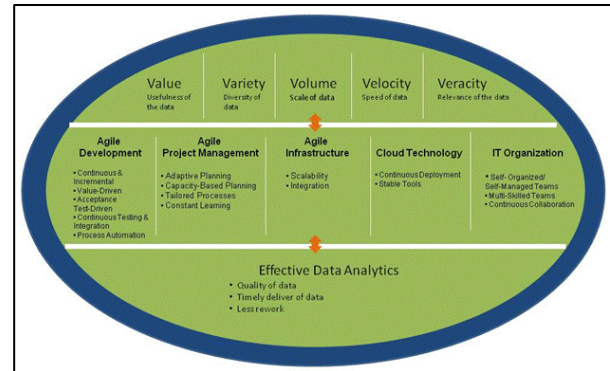 Value
Usefulness of
the data
Variety
Diversity of
data
Volume
Scale of data
Velocity
Speed of data
Veracity
Relevance of the data
Agile
Development
• Continuous &
Incremental
• Value-Driven
• Acceptance
Test-Driven
• Continuous Testing &
Integration
• Process Automation
Agile
Project Management
• Adaptive Planning
• Capacity-Based Planning
• Tailored Processes
• Constant Learning
Agile
Infrastructure
• Scalability
• Integration
Cloud Technology
• Continuous Deployment
• Stable Tools
IT Organization
• Self- Organized/
Self-Managed Teams
• Multi-Skilled Teams
• Continuous Collaboration
Effective Data Analytics
• Quality of data
• Timely deliver of data
• Less rework